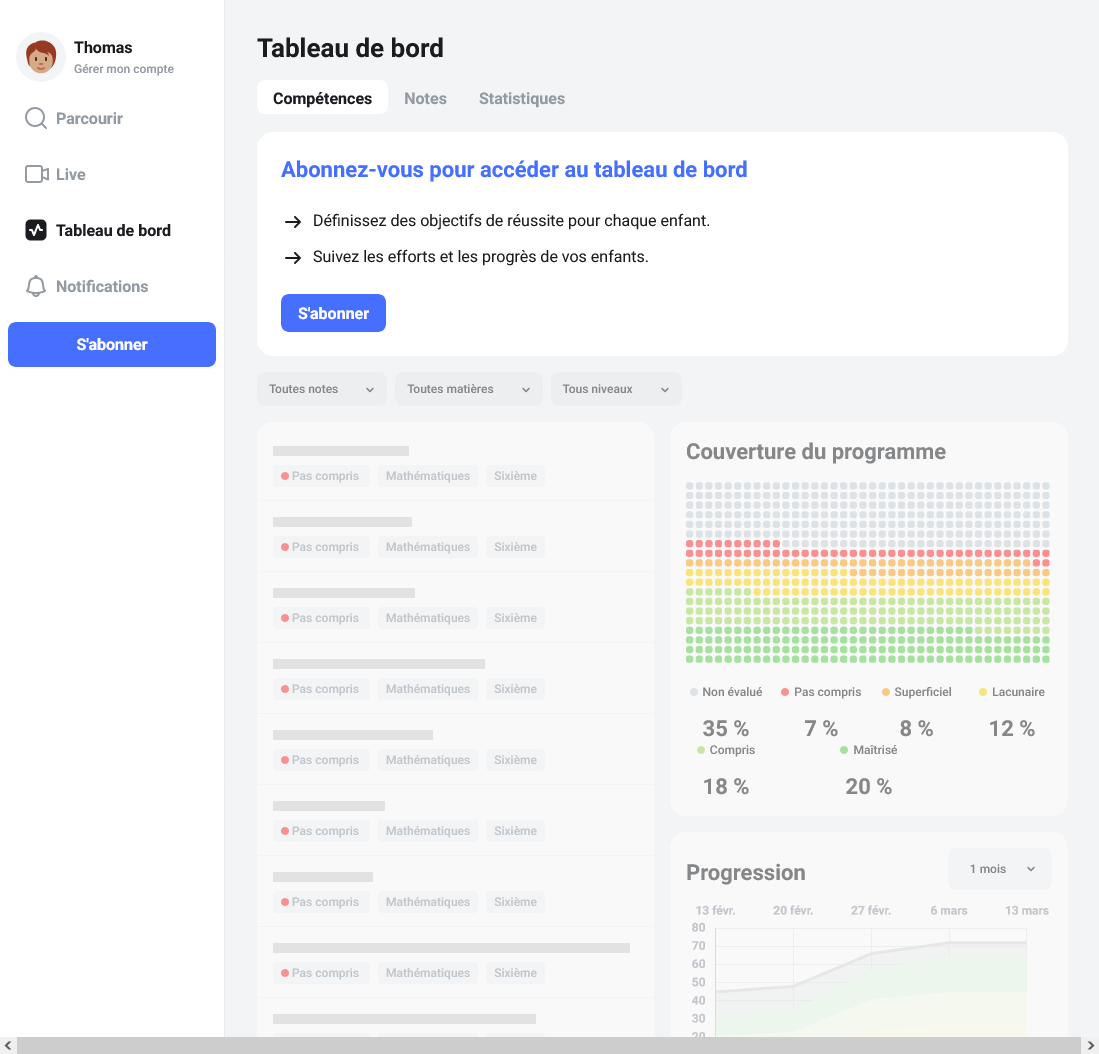 Thomas
Gérer mon compte
Parcourir
Live
Tableau de bord
Notifications
S'abonner
Tableau de bord
Compétences Notes Statistiques
Abonnez-vous pour accéder au tableau de bord
Définissez des objectifs de réussite pour chaque enfant.
Suivez les efforts et les progrès de vos enfants.
S'abonner
Toutes notes Toutes matières Tous niveaux
Pas compris Mathématiques Sixième
Pas compris Mathématiques Sixième
Pas compris Mathématiques Sixième
Pas compris Mathématiques Sixième
Pas compris Mathématiques Sixième
Pas compris Mathématiques Sixième
Pas compris Mathématiques Sixième
Pas compris Mathématiques Sixième
Couverture du programme
Non évalué Pas compris Superficiel Lacunaire
35 % 7 % 8 % 12 %
Compris Maîtrisé
18 % 20 %
Progression
1 mois
13 févr. 20 févr. 27 févr. 6 mars 13 mars
80
70
60
50
40
30
20